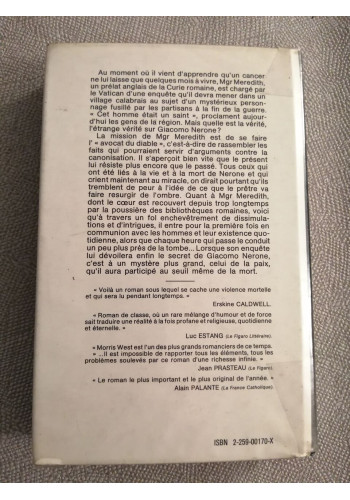 Au moment où il vient d'apprendre qu'un cancer
ne lui laisse que quelques mois à vivre, Mgr Meredith,
un prélat anglais de la Curie romaine, est chargé par
le Vatican d'une enquête qu'il devra mener dans un
village calabrais au sujet d'un mystérieux person-
nage fusillé par les partisans à la fin de la guerre.
« Cet homme était un saint », proclament aujour-
d'hui les gens de la région. Mais quelle est la vérité,
l'étrange vérité sur Giacomo Nerone?
La mission de Mgr Meredith est de se faire
l' « avocat du diable », c'est-à-dire de rassembler les
faits qui pourraient servir d'arguments contre la
canonisation. Il s'aperçoit bien vite que le présent
lui résiste plus encore que le passé. Tous ceux qui
ont été liés à la vie et à la mort de Nerone et qui
crient maintenant au miracle, on dirait pourtant qu'ils
tremblent de peur à l'idée de ce que le prêtre va
faire resurgir de l'ombre. Quant à Mgr Meredith,
dont le cœur est recouvert depuis trop longtemps
par la poussière des bibliothèques romaines, voici
qu'à travers un fol enchevêtrement de dissimula-
tions et d'intrigues, il entre pour la première fois en
communion avec les hommes et leur existence quo-
tidienne, alors que chaque heure qui passe le conduit
un peu plus près de la tombe... Lorsque son enquête
lui dévoilera enfin le secret de Giacomo Nerone,
c'est à un mystère plus grand, celui de la paix,
qu'il aura participé au seuil même de la mort.
« Voilà un roman sous lequel se cache une violence mortelle
et qui sera lu pendant longtemps. »
Erskine CALDWELL.
« Roman de classe, où un rare mélange d'humour et de force
sait traduire une réalité à la fois profane et religieuse, quotidienne
et éternelle. »
Luc ESTANG (Le Figaro Littéraire).
« Morris West est l'un des plus grands romanciers de ce temps.
« ...il est impossible de rapporter tous les éléments, tous les
problèmes soulevés par ce roman d'une richesse infinie. »
Jean PRASTEAU (Le Figaro).
« Le roman le plus important et le plus original de l'année. »
Alain PALANTE (La France Catholique).
ISBN 2-259-00170-X